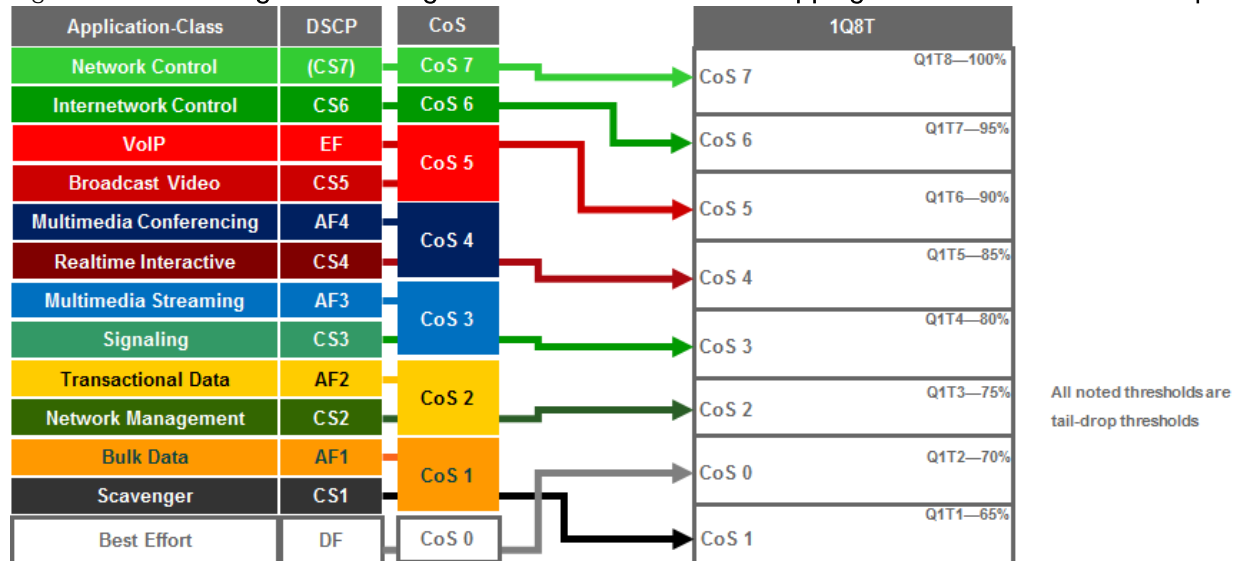 Application-Class DSCP CoS 1Q8T
Network Control (CS7) CoS 7 CoS 7 Q1T8—100%
Internetwork Control CS6 CoS 6 CoS 6 Q1T7—95%
VoIP EF CoS 5
Broadcast Video CS5 CoS 5 Q1T6—90%
Multimedia Conferencing AF4 CoS 4
Realtime Interactive CS4 CoS 4 Q1T5—85%
Multimedia Streaming AF3 CoS 3
Signaling CS3 CoS 3 Q1T4—80%
Transactional Data AF2 CoS 2
Network Management CS2 CoS 2 Q1T3—75%
Bulk Data AF1 CoS 1
Scavenger CS1 CoS 0 Q1T2—70%
Best Effort DF CoS 0 CoS 1 Q1T1—65%
All noted thresholds are
tail-drop thresholds